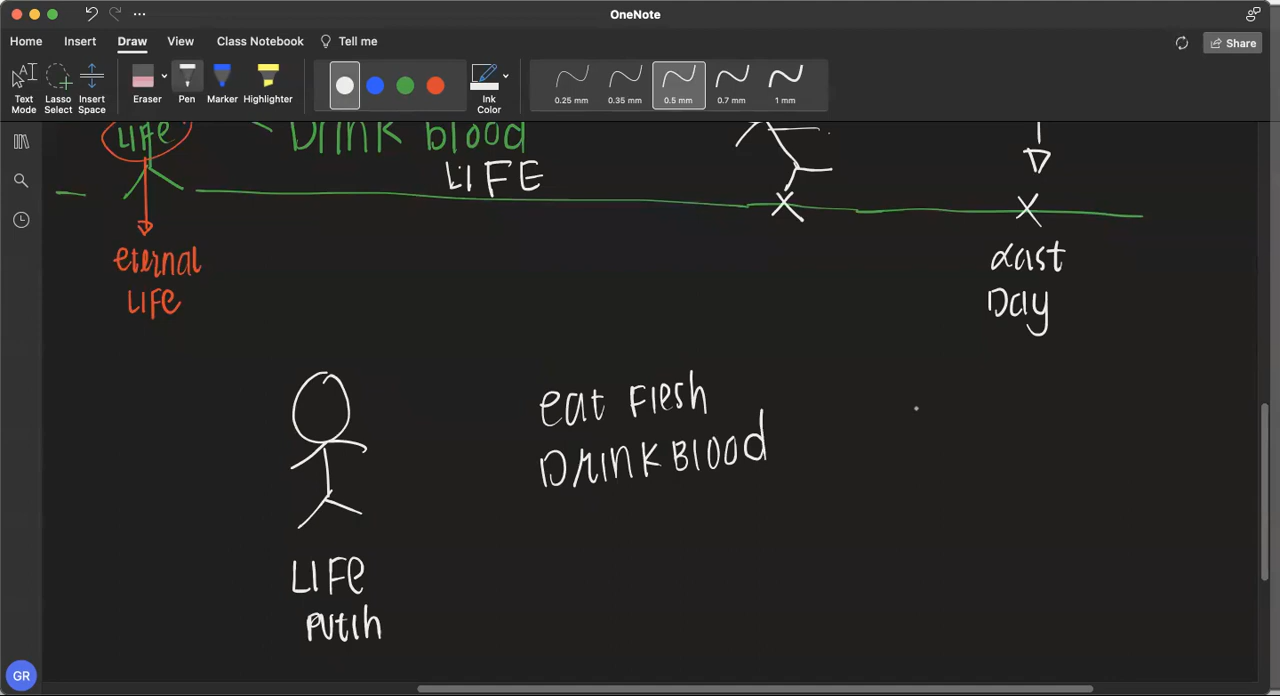 OneNote
Home Insert Draw View Class Notebook Tell me
Share
Text Mode
Lasso Select
Insert Space
Eraser
Pen
Marker
Highlighter
Ink Color
0.25 mm
0.35 mm
0.5 mm
0.7 mm
1 mm
LIFE
Drink blood
LIFE
eternal
LIFE
Last
Day
eat Flesh
Drink Blood
LIFE
Putih
GR